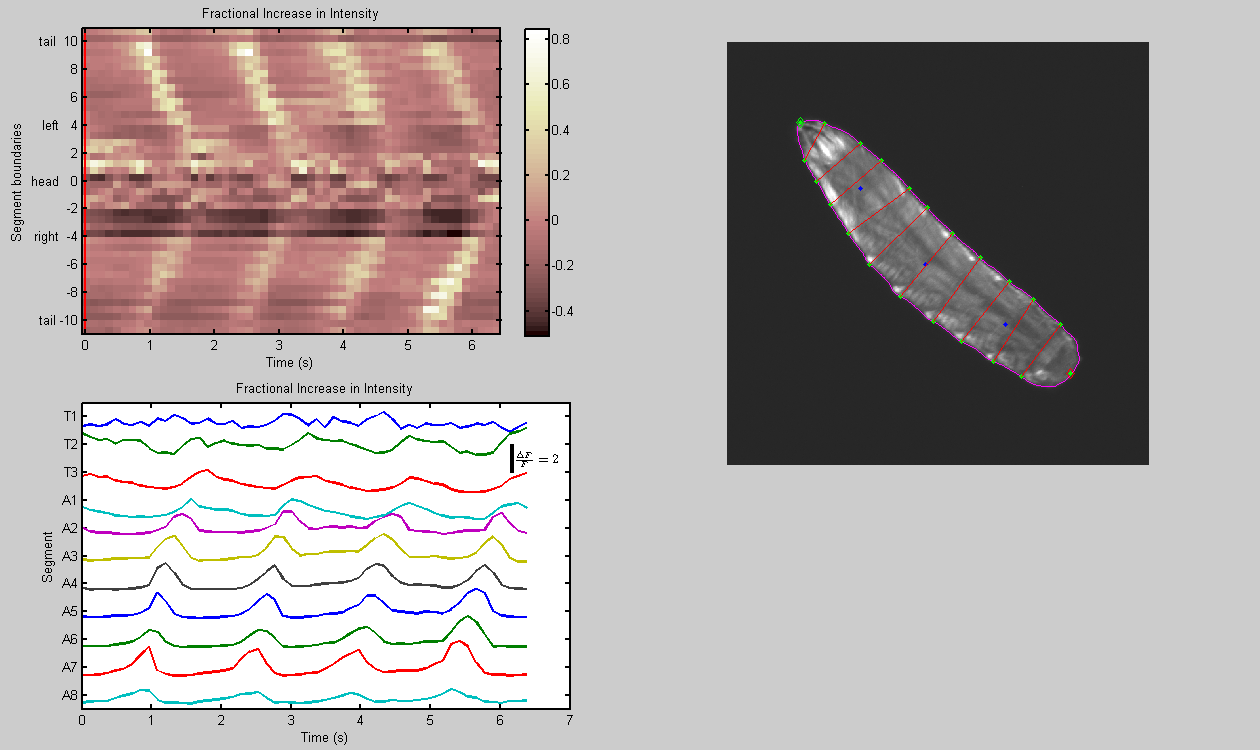 Fractional Increase in Intensity
tail 10
8
6
left 4
2
head 0
-2
right -4
-6
-8
tail -10
Segment boundaries
0 1 2 3 4 5 6
Time (s)
0.8
0.6
0.4
0.2
0
-0.2
-0.4
Fractional Increase in Intensity
T1
T2
T3
A1
A2
A3
A4
A5
A6
A7
A8
Segment
ΔF/F = 2
0 1 2 3 4 5 6 7
Time (s)